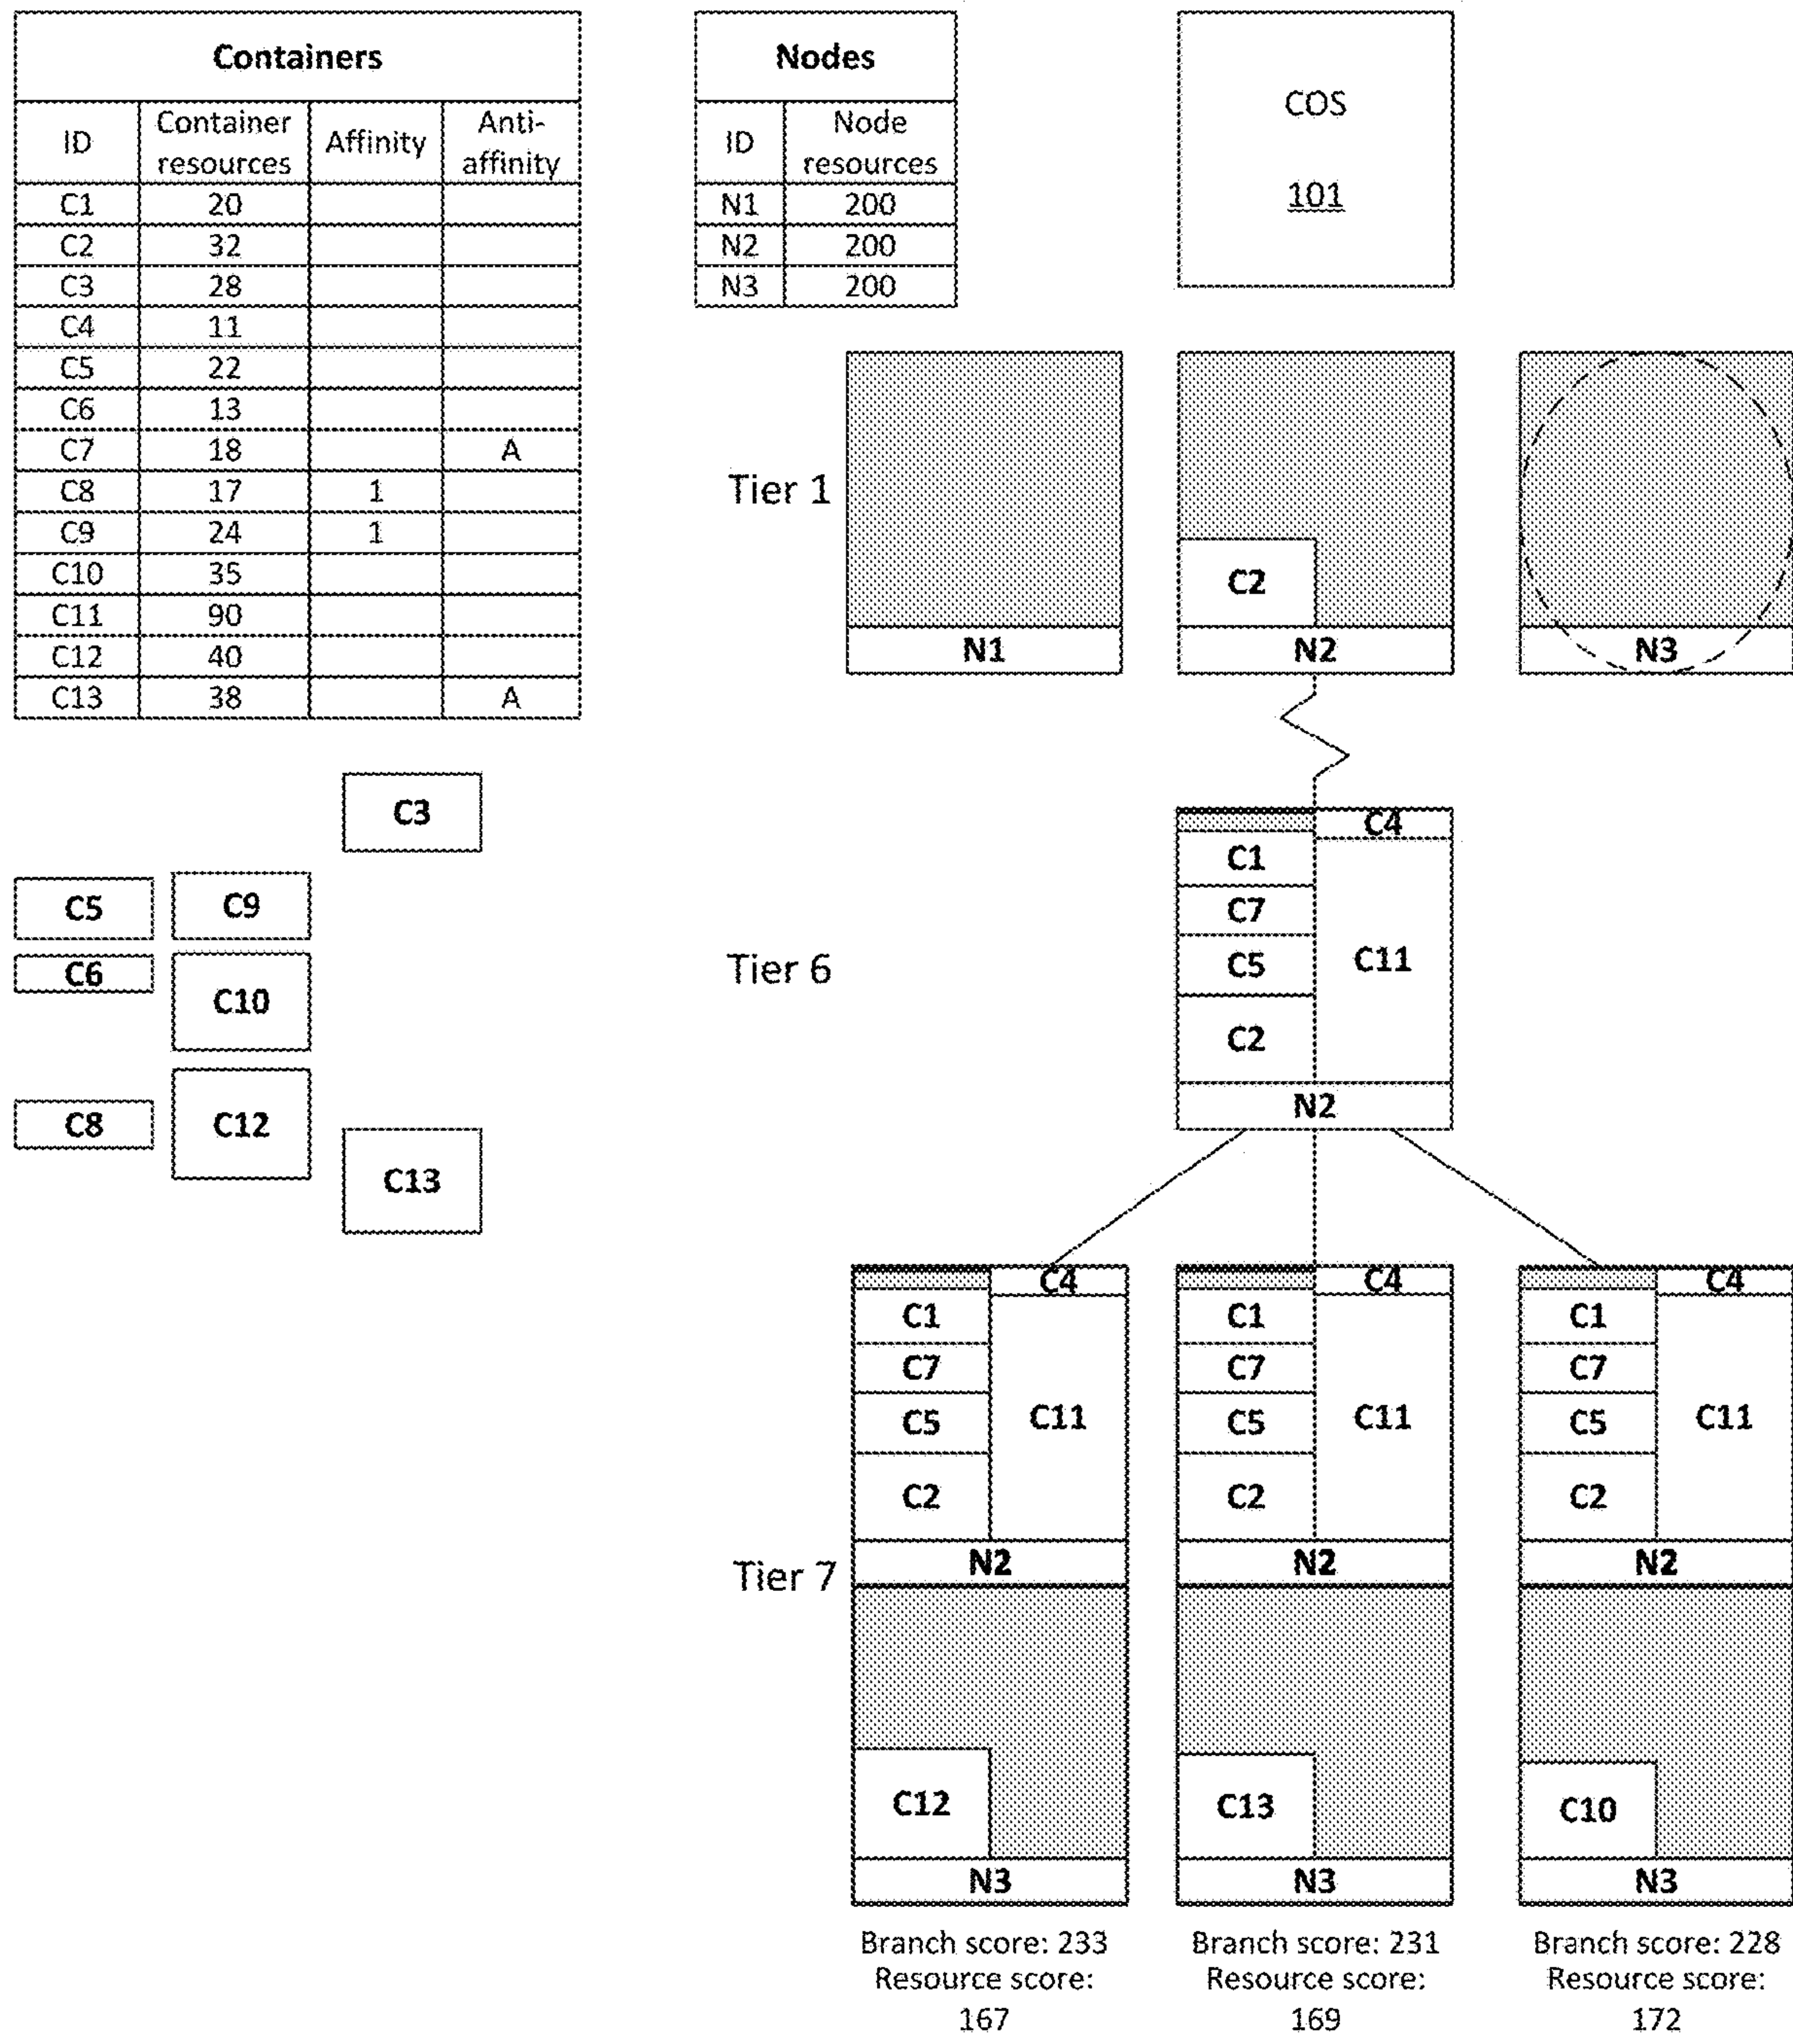 Containers
ID Container resources Affinity Anti-affinity
C1 20
C2 32
C3 28
C4 11
C5 22
C6 13
C7 18 A
C8 17 1
C9 24 1
C10 35
C11 90
C12 40
C13 38 A
Nodes
ID Node resources
N1 200
N2 200
N3 200
COS
101
Tier 1
C2
N1 N2 N3
C3
C5 C9
C6
C10
C8 C12
C13
Tier 6
C4
C1
C7
C5 C11
C2
N2
Tier 7
C4 C4 C4
C1 C1 C1
C7 C7 C7
C5 C11 C5 C11 C5 C11
C2 C2 C2
N2 N2 N2
C12 C13 C10
N3 N3 N3
Branch score: 233 Branch score: 231 Branch score: 228
Resource score: Resource score: Resource score:
167 169 172